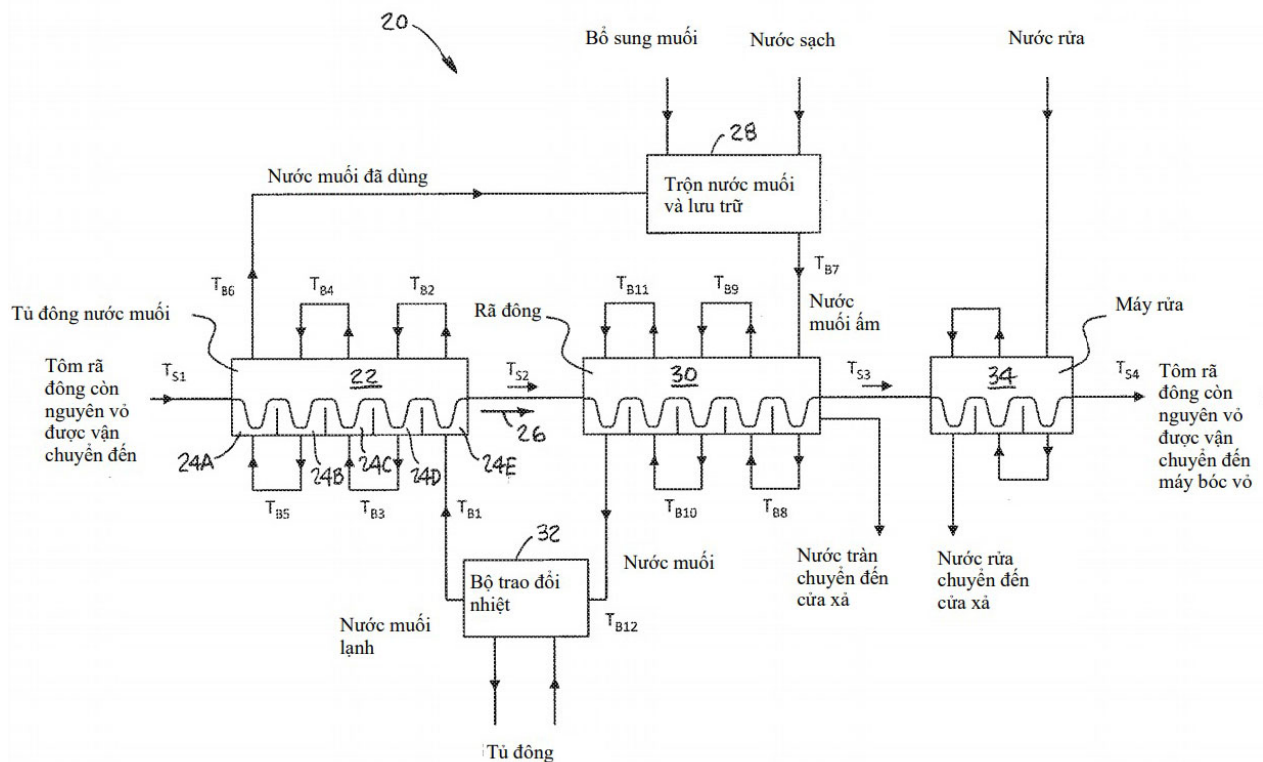 20
Bổ sung muối
Nước sạch
Nước rửa
28
Trộn nước muối
và lưu trữ
Nước muối đã dùng
TB6
TB4
TB2
TB11
TB9
TB7
Nước
muối ấm
Tủ đông nước muối
Rã đông
Máy rửa
Tôm rã
đông còn
nguyên vỏ
được vận
chuyển đến
TS1
22
TS2
26
30
TS3
34
TS4
Tôm rã
đông còn
nguyên vỏ
được vận
chuyển đến
máy bóc vỏ
24A
24B
24C
24D
24E
TB5
TB3
TB1
TB10
TB8
32
Bộ trao đổi
nhiệt
Nước muối
TB12
Nước muối
lạnh
Nước tràn
chuyển đến
cửa xả
Nước rửa
chuyển đến
cửa xả
Tủ đông